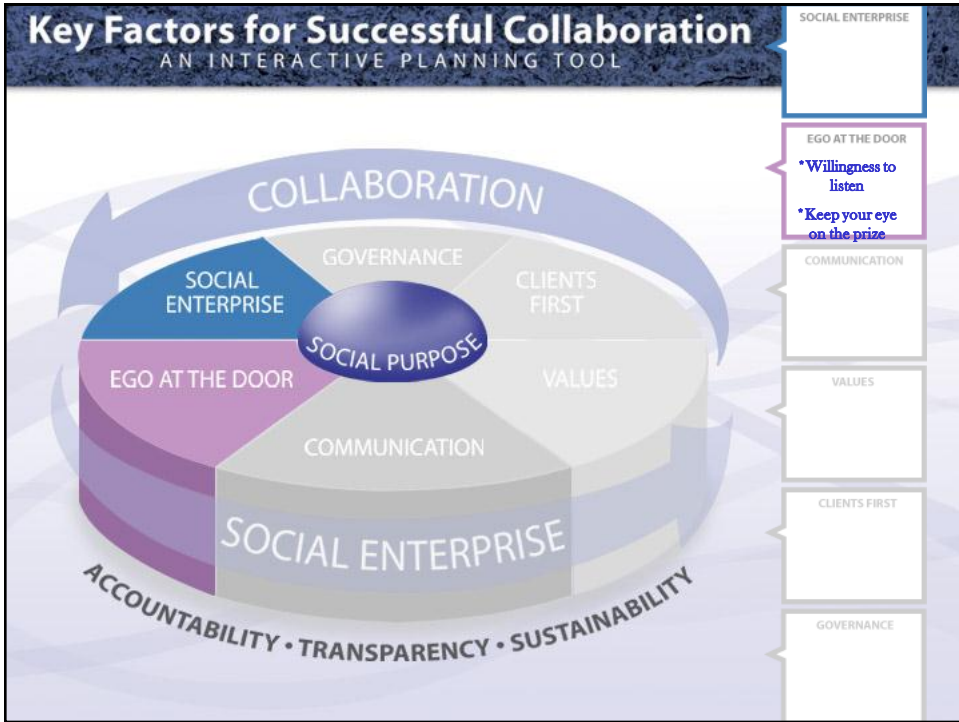 Key Factors for Successful Collaboration
AN INTERACTIVE PLANNING TOOL
COLLABORATION
GOVERNANCE
SOCIAL
ENTERPRISE
CLIENTS
FIRST
SOCIAL PURPOSE
EGO AT THE DOOR
VALUES
COMMUNICATION
SOCIAL ENTERPRISE
ACCOUNTABILITY • TRANSPARENCY • SUSTAINABILITY
SOCIAL ENTERPRISE
EGO AT THE DOOR
*Willingness to
listen
*Keep your eye
on the prize
COMMUNICATION
VALUES
CLIENTS FIRST
GOVERNANCE